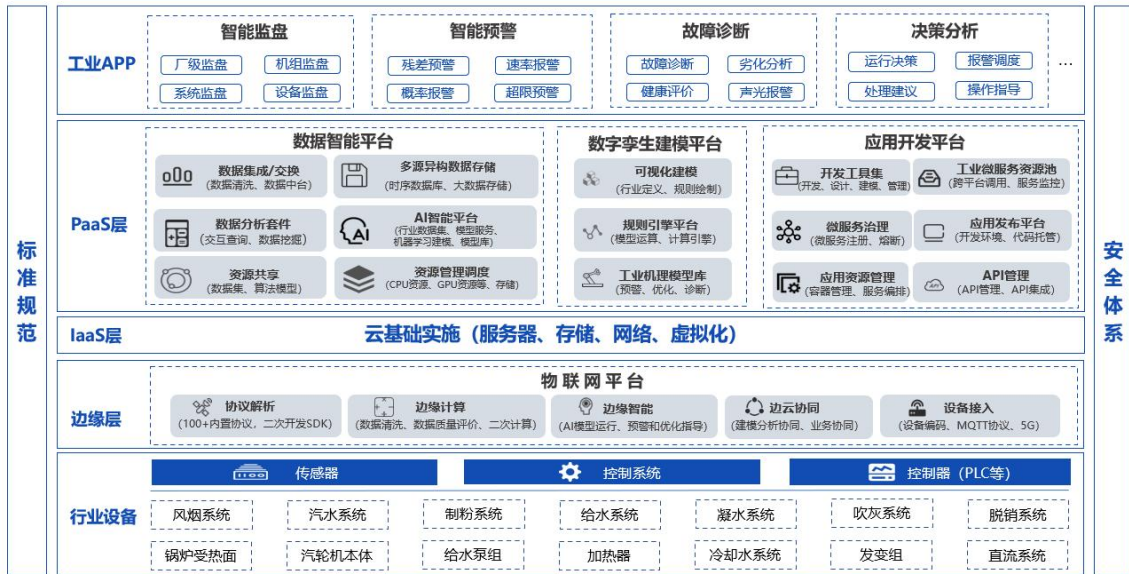 标准规范
工业APP
智能监盘
厂级监盘
机组监盘
系统监盘
设备监盘
智能预警
残差预警
速率报警
概率报警
超限预警
故障诊断
故障诊断
劣化分析
健康评价
声光报警
决策分析
运行决策
报警调度
处理建议
操作指导
...
PaaS层
数据智能平台
数据集成/交换
(数据清洗、数据中台)
多源异构数据存储
(时序数据库、大数据存储)
数据分析套件
(交互查询、数据挖掘)
AI
AI智能平台
(行业数据集、模型服务、
机器学习建模、模型库)
资源共享
(数据集、算法模型)
资源管理调度
(CPU资源、GPU资源等、存储)
数字孪生建模平台
可视化建模
(行业定义、规则绘制)
规则引擎平台
(模型运算、计算引擎)
工业机理模型库
(预警、优化、诊断)
应用开发平台
开发工具集
(开发、设计、建模、管理)
工业微服务资源池
(跨平台调用、服务监控)
微服务治理
(微服务注册、熔断)
应用发布平台
(开发环境、代码托管)
应用资源管理
(容器管理、服务编排)
API管理
(API管理、API集成)
IaaS层
云基础实施（服务器、存储、网络、虚拟化）
边缘层
物联网平台
协议解析
(100+内置协议，二次开发SDK)
边缘计算
(数据清洗、数据质量评价、二次计算)
边缘智能
(AI模型运行、预警和优化指导)
边云协同
(建模分析协同、业务协同)
设备接入
(设备编码、MQTT协议、5G)
行业设备
传感器
控制系统
控制器（PLC等）
风烟系统
汽水系统
制粉系统
给水系统
凝水系统
吹灰系统
脱销系统
锅炉受热面
汽轮机本体
给水泵组
加热器
冷却水系统
发变组
直流系统
安全体系